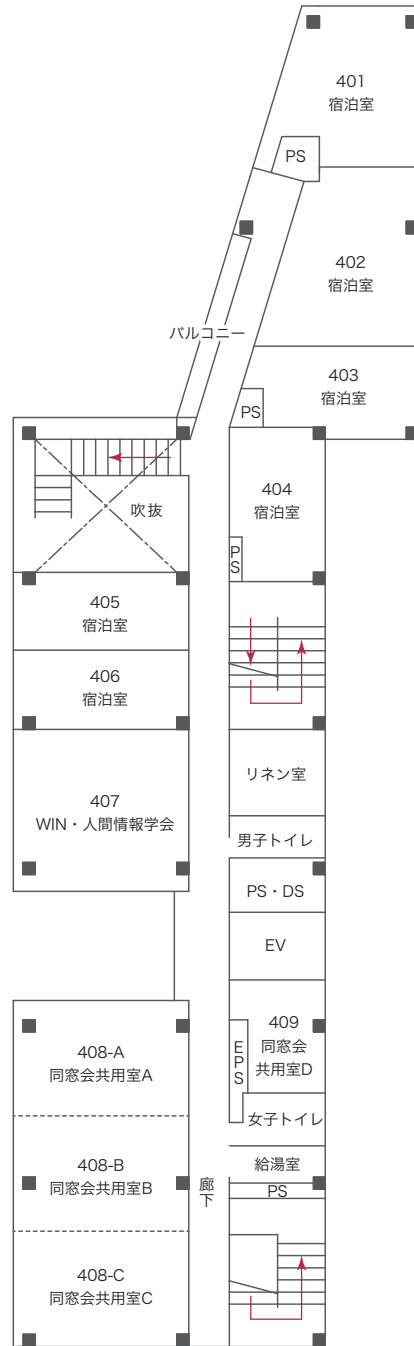 401
宿泊室
PS
402
宿泊室
バルコニー
403
宿泊室
PS
404
宿泊室
吹抜
PS
405
宿泊室
406
宿泊室
リネン室
407
WIN・人間情報学会
男子トイレ
PS・DS
EV
409
同窓会
共用室D
EPS
408-A
同窓会共用室A
女子トイレ
給湯室
408-B
同窓会共用室B
廊下
PS
408-C
同窓会共用室C